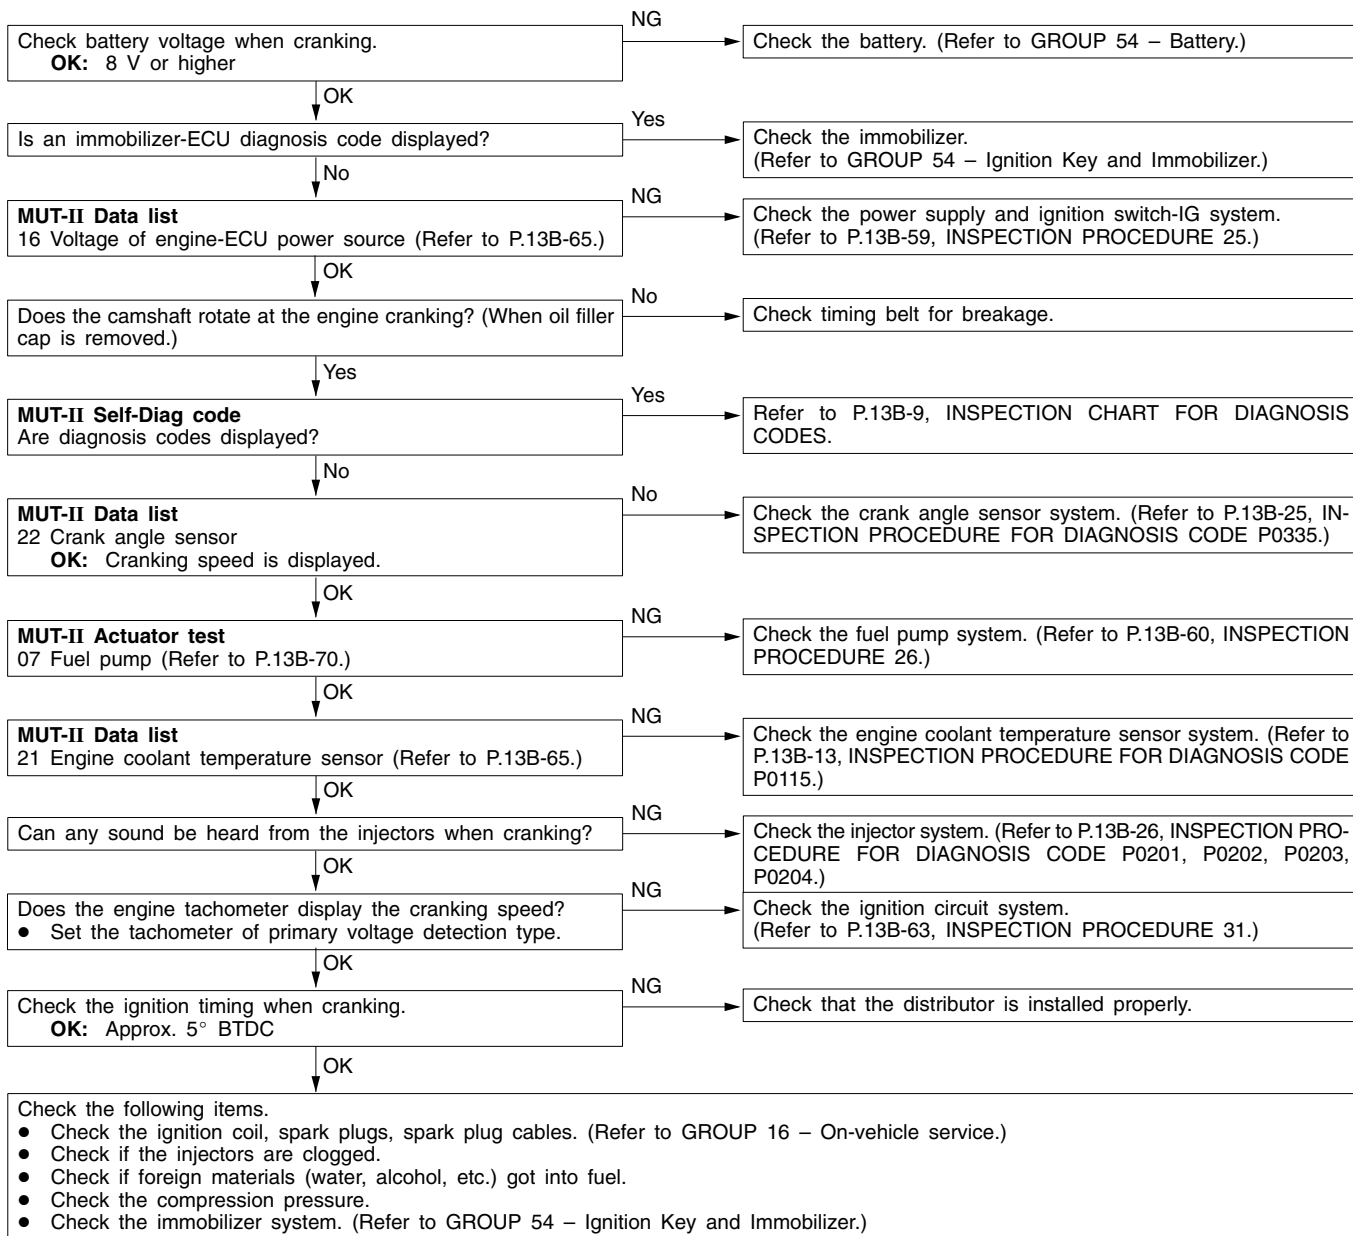 NG
Check battery voltage when cranking.
OK: 8 V or higher
Check the battery. (Refer to GROUP 54 – Battery.)
OK
Yes
Is an immobilizer-ECU diagnosis code displayed?
Check the immobilizer.
(Refer to GROUP 54 – Ignition Key and Immobilizer.)
No
NG
MUT-II Data list
16 Voltage of engine-ECU power source (Refer to P.13B-65.)
Check the power supply and ignition switch-IG system.
(Refer to P.13B-59, INSPECTION PROCEDURE 25.)
OK
No
Does the camshaft rotate at the engine cranking? (When oil filler
cap is removed.)
Check timing belt for breakage.
Yes
Yes
MUT-II Self-Diag code
Are diagnosis codes displayed?
Refer to P.13B-9, INSPECTION CHART FOR DIAGNOSIS
CODES.
No
No
MUT-II Data list
22 Crank angle sensor
OK: Cranking speed is displayed.
Check the crank angle sensor system. (Refer to P.13B-25, IN-
SPECTION PROCEDURE FOR DIAGNOSIS CODE P0335.)
OK
NG
MUT-II Actuator test
07 Fuel pump (Refer to P.13B-70.)
Check the fuel pump system. (Refer to P.13B-60, INSPECTION
PROCEDURE 26.)
OK
NG
MUT-II Data list
21 Engine coolant temperature sensor (Refer to P.13B-65.)
Check the engine coolant temperature sensor system. (Refer to
P.13B-13, INSPECTION PROCEDURE FOR DIAGNOSIS CODE
P0115.)
OK
NG
Can any sound be heard from the injectors when cranking?
Check the injector system. (Refer to P.13B-26, INSPECTION PRO-
CEDURE FOR DIAGNOSIS CODE P0201, P0202, P0203,
P0204.)
OK
NG
Does the engine tachometer display the cranking speed?
● Set the tachometer of primary voltage detection type.
Check the ignition circuit system.
(Refer to P.13B-63, INSPECTION PROCEDURE 31.)
OK
NG
Check the ignition timing when cranking.
OK: Approx. 5° BTDC
Check that the distributor is installed properly.
OK
Check the following items.
● Check the ignition coil, spark plugs, spark plug cables. (Refer to GROUP 16 – On-vehicle service.)
● Check if the injectors are clogged.
● Check if foreign materials (water, alcohol, etc.) got into fuel.
● Check the compression pressure.
● Check the immobilizer system. (Refer to GROUP 54 – Ignition Key and Immobilizer.)